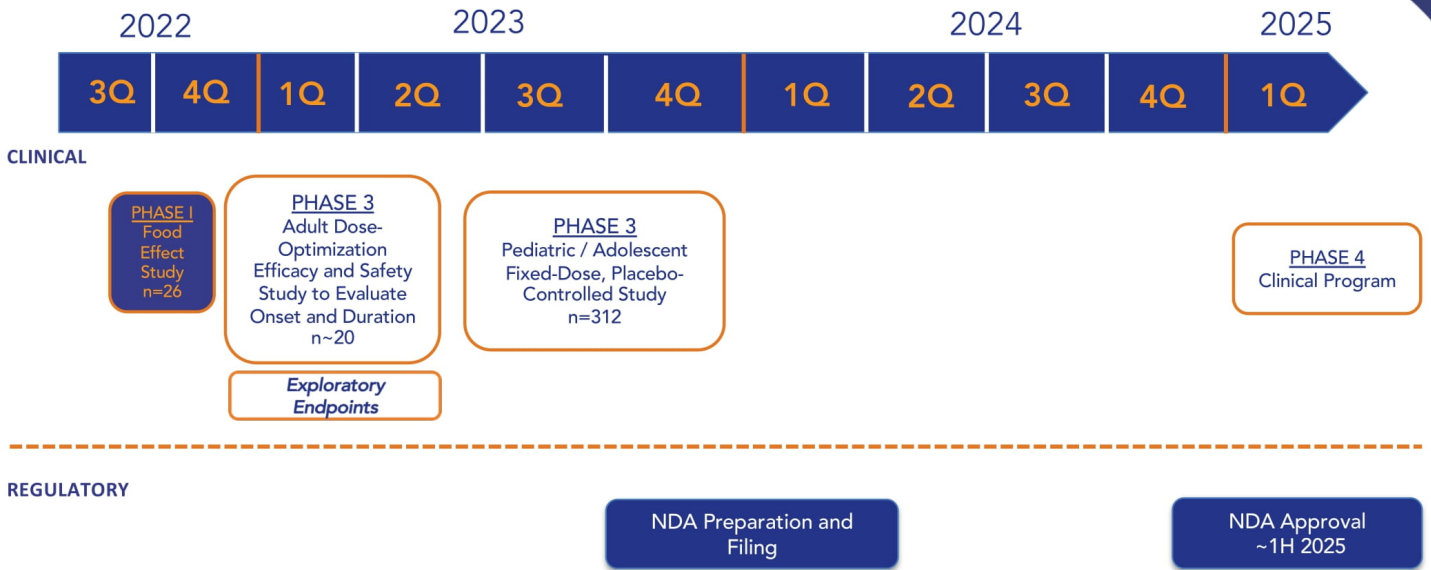 2022
2023
2024
2025
3Q
4Q
1Q
2Q
3Q
4Q
1Q
2Q
3Q
4Q
1Q
CLINICAL
PHASE I
Food
Effect
Study
n=26
PHASE 3
Adult Dose-
Optimization
Efficacy and Safety
Study to Evaluate
Onset and Duration
n~20
Exploratory
Endpoints
PHASE 3
Pediatric / Adolescent
Fixed-Dose, Placebo-
Controlled Study
n=312
PHASE 4
Clinical Program
REGULATORY
NDA Preparation and
Filing
NDA Approval
~1H 2025